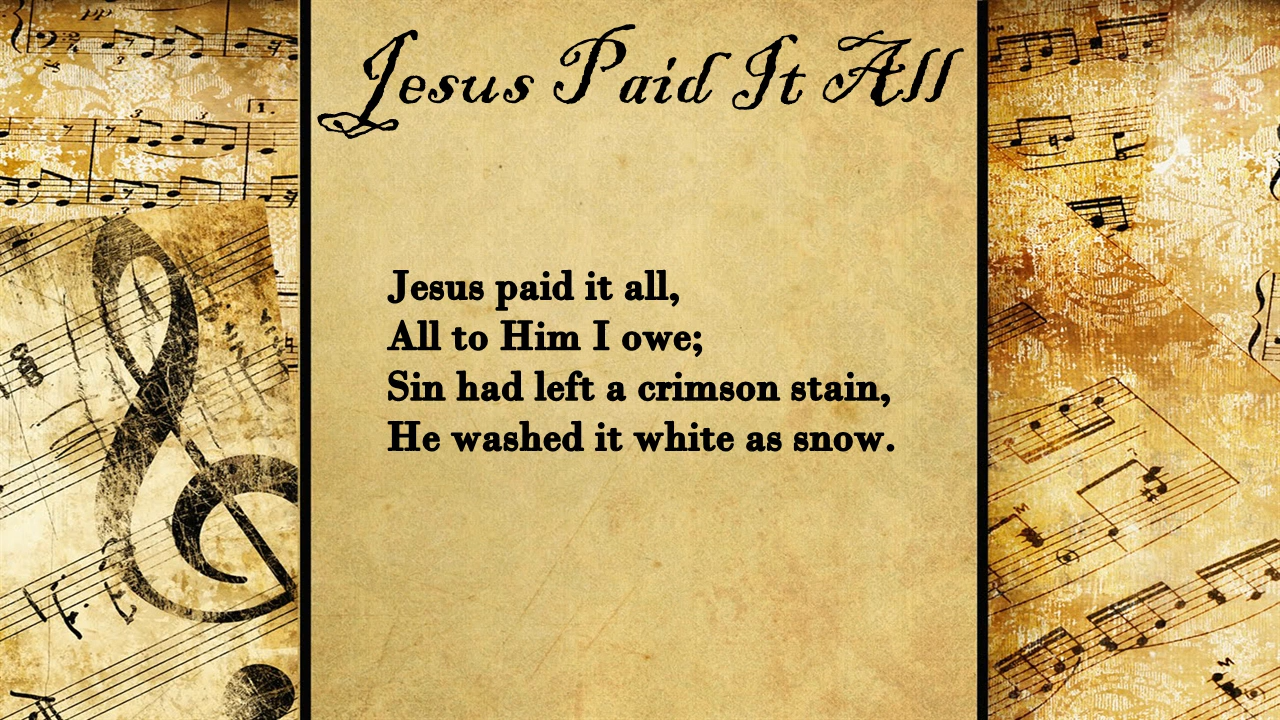 Jesus Paid It All
Jesus paid it all,
All to Him I owe;
Sin had left a crimson stain,
He washed it white as snow.